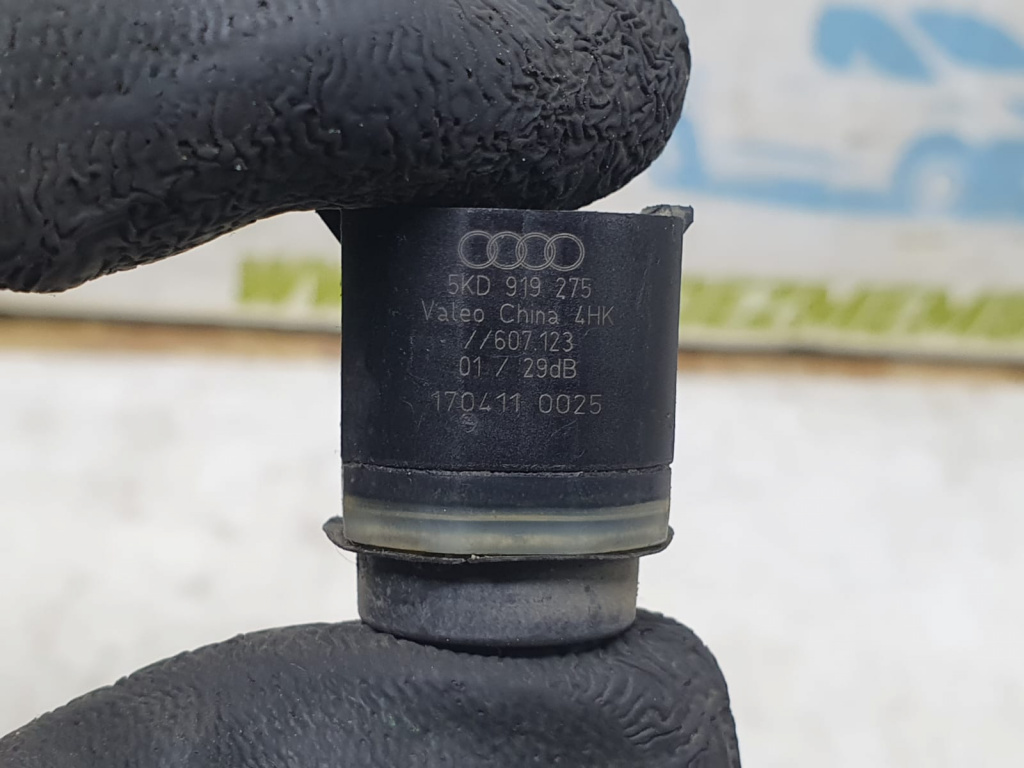 5KD 919 275
Valeo China 4HK
//607.123
01 / 29dB
170411 0025